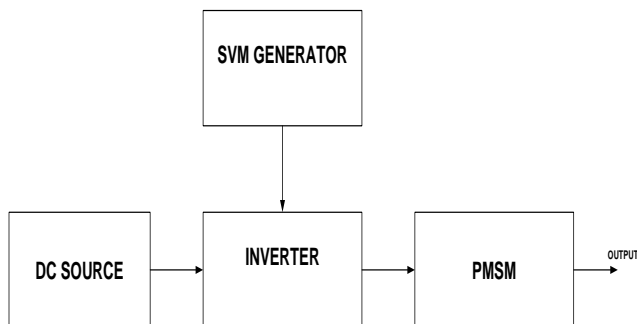 SVM GENERATOR
DC SOURCE
INVERTER
PMSM
OUTPUT